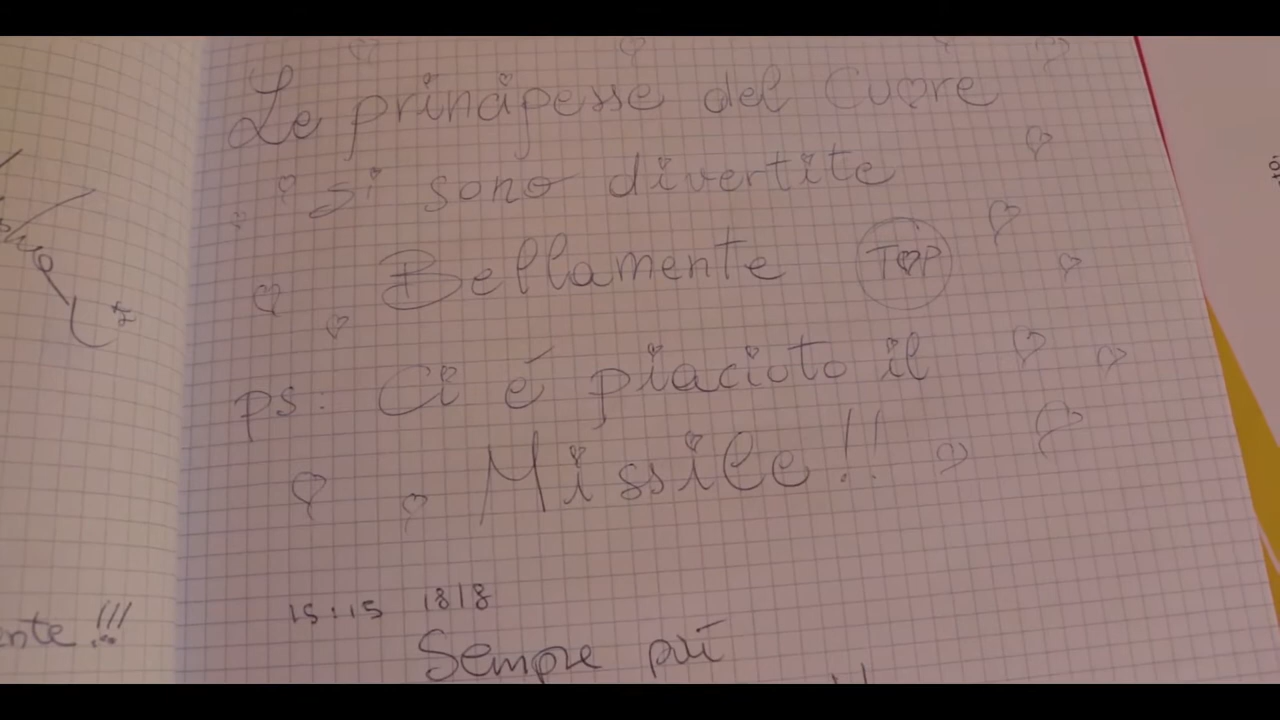 Le principesse del Cuore
si sono divertite
Bellamente TOP
ps: Ci é piaciuto il
Missile!!
15:15 1818
Sempre più
ente !!!